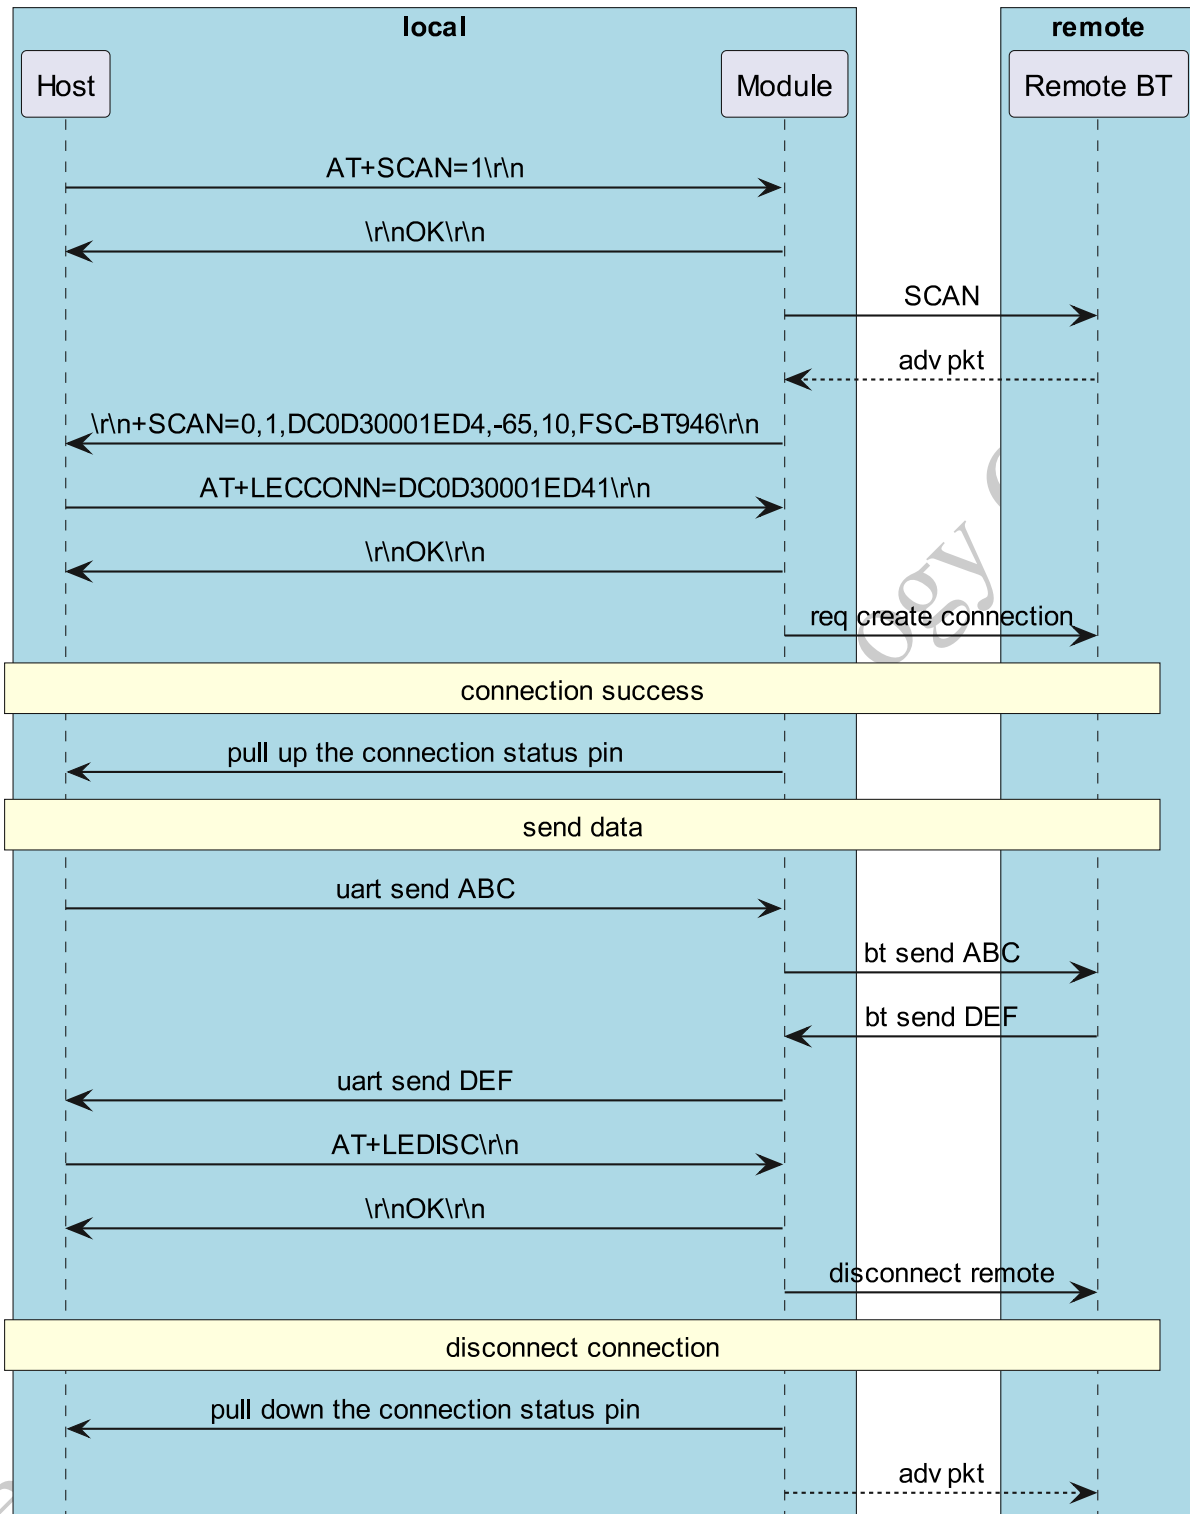 local
remote
Host
Module
Remote BT
AT+SCAN=1\r\n
\r\nOK\r\n
SCAN
adv pkt
\r\n+SCAN=0,1,DC0D30001ED4,-65,10,FSC-BT946\r\n
AT+LECCONN=DC0D30001ED41\r\n
\r\nOK\r\n
req create connection
connection success
pull up the connection status pin
send data
uart send ABC
bt send ABC
bt send DEF
uart send DEF
AT+LEDISC\r\n
\r\nOK\r\n
disconnect remote
disconnect connection
pull down the connection status pin
adv pkt